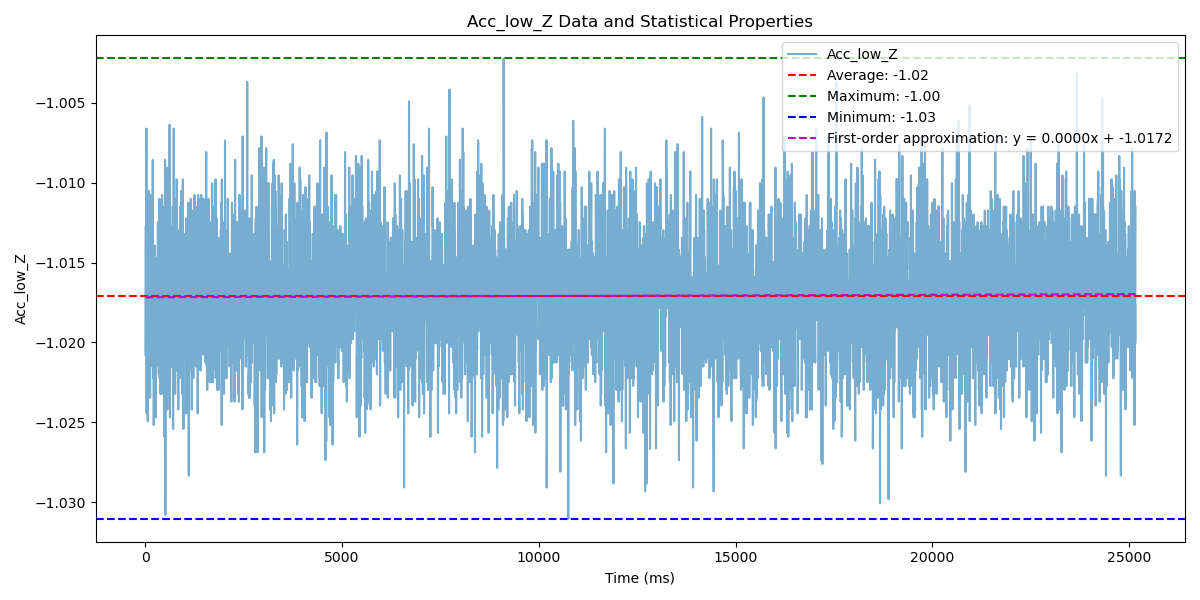 Acc_low_Z Data and Statistical Properties
Acc_low_Z
Average: -1.02
Maximum: -1.00
Minimum: -1.03
First-order approximation: y = 0.0000x + -1.0172
−1.005
−1.010
−1.015
−1.020
−1.025
−1.030
Acc_low_Z
0 5000 10000 15000 20000 25000
Time (ms)